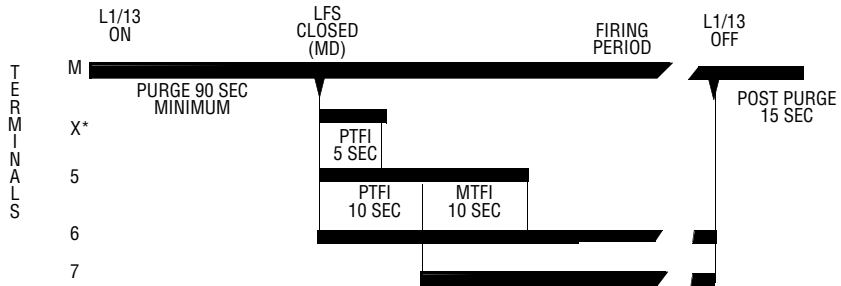 L1/13
ON
LFS
CLOSED
(MD)
FIRING
PERIOD
L1/13
OFF
TERMINALS
M
PURGE 90 SEC
MINIMUM
POST PURGE
15 SEC
X*
PTFI
5 SEC
5
PTFI
10 SEC
MTFI
10 SEC
6
7